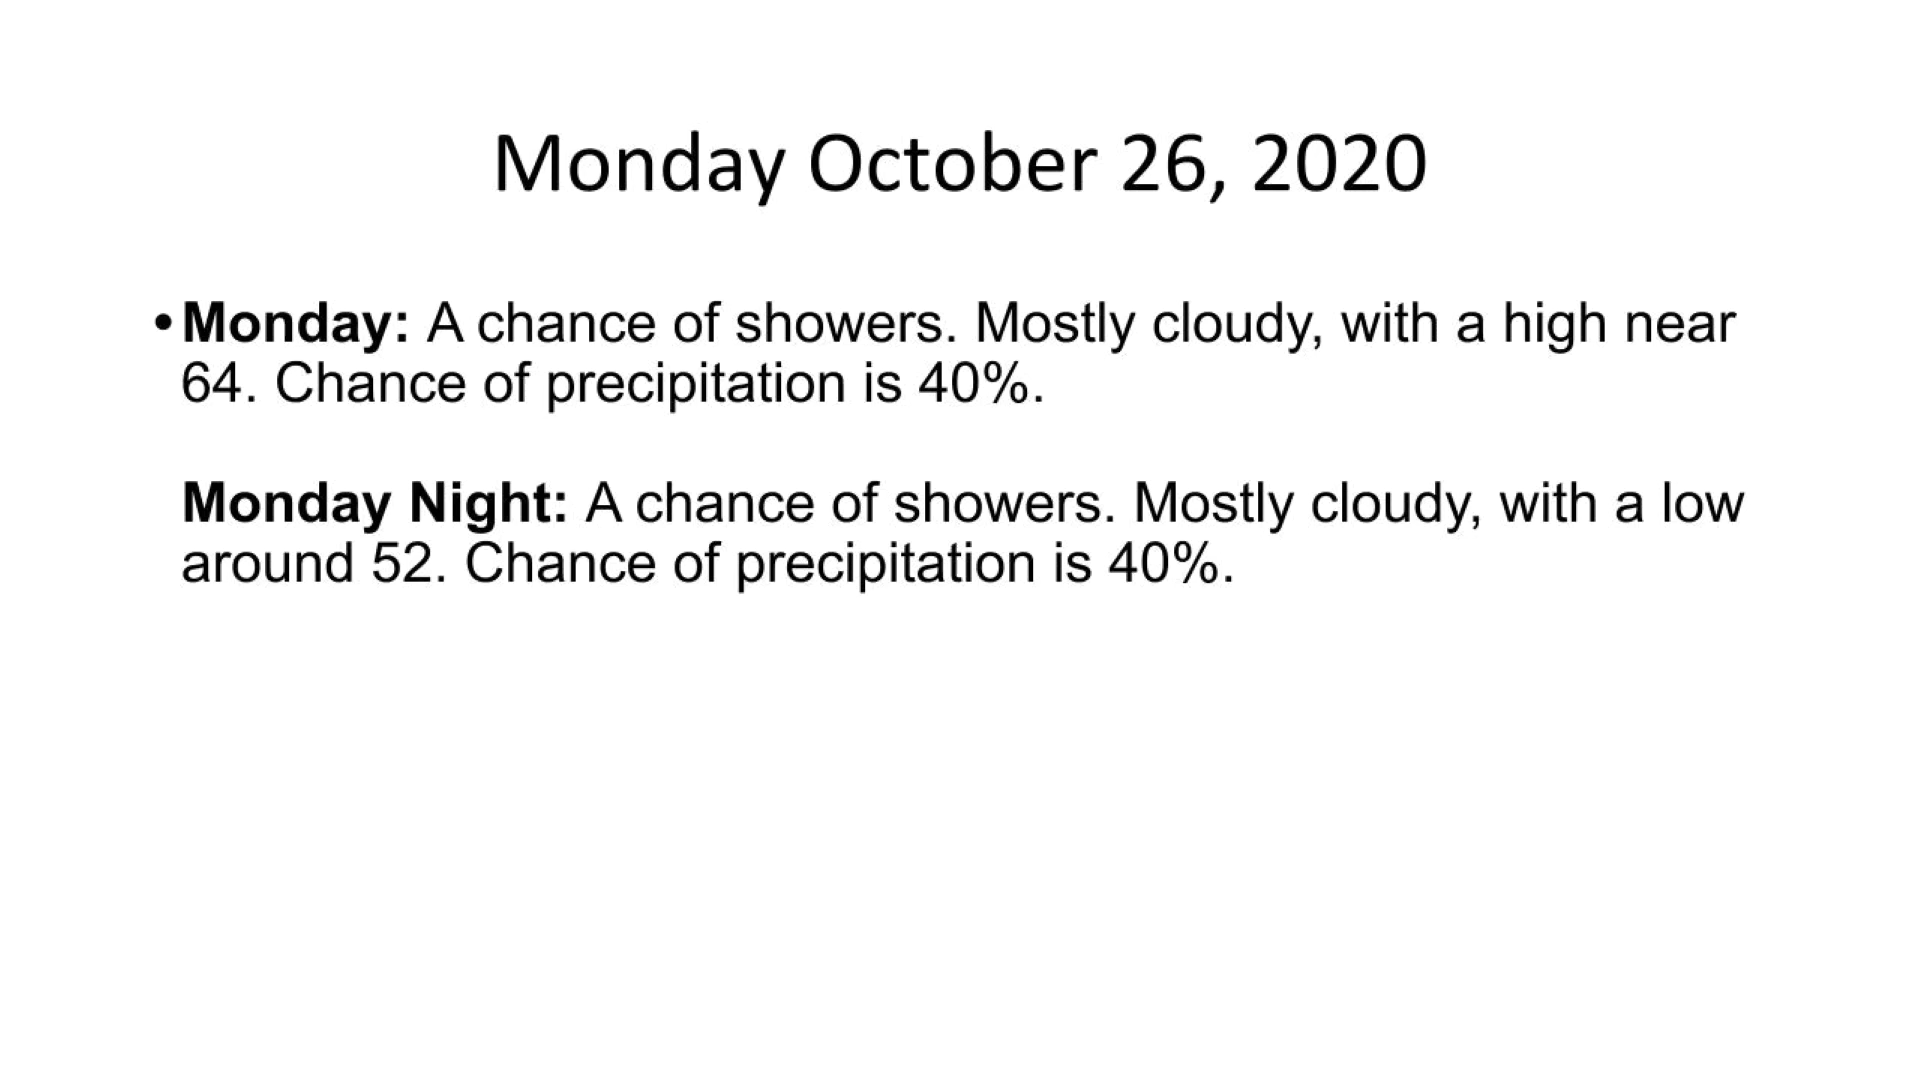 Monday October 26, 2020
•Monday: A chance of showers. Mostly cloudy, with a high near
64. Chance of precipitation is 40%.
Monday Night: A chance of showers. Mostly cloudy, with a low
around 52. Chance of precipitation is 40%.